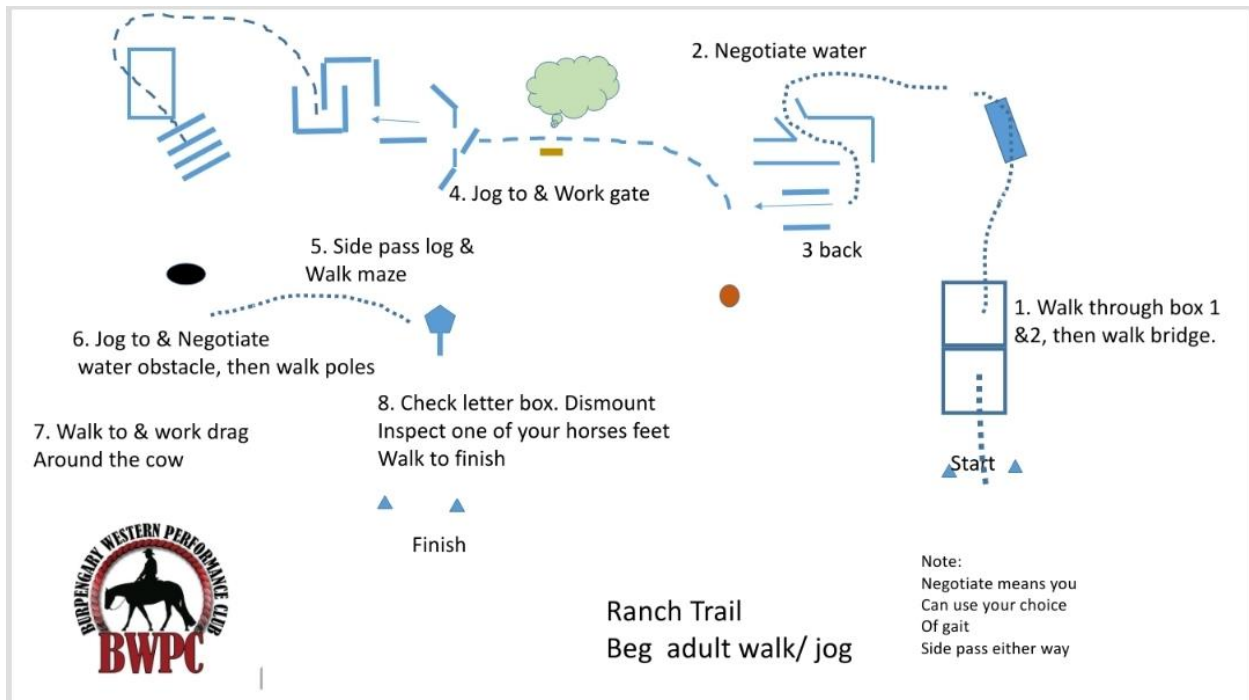 2. Negotiate water
4. Jog to & Work gate
3 back
5. Side pass log &
Walk maze
1. Walk through box 1
&2, then walk bridge.
6. Jog to & Negotiate
water obstacle, then walk poles
8. Check letter box. Dismount
Inspect one of your horses feet
Walk to finish
7. Walk to & work drag
Around the cow
Start
Finish
BURPENGARY WESTERN PERFORMANCE CLUB
BWPC
Ranch Trail
Beg adult walk/ jog
Note:
Negotiate means you
Can use your choice
Of gait
Side pass either way